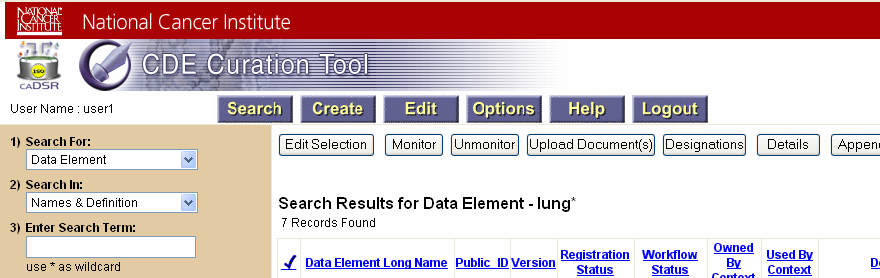 NATIONAL CANCER INSTITUTE
National Cancer Institute
ISO
caDSR
CDE Curation Tool
User Name : user1
Search Create Edit Options Help Logout
1) Search For:
Data Element
2) Search In:
Names & Definition
3) Enter Search Term:
use * as wildcard
Edit Selection Monitor Unmonitor Upload Document(s) Designations Details Appen
Search Results for Data Element - lung*
7 Records Found
Data Element Long Name Public_ID Version Registration Status Workflow Status Owned By Context Used By Context D